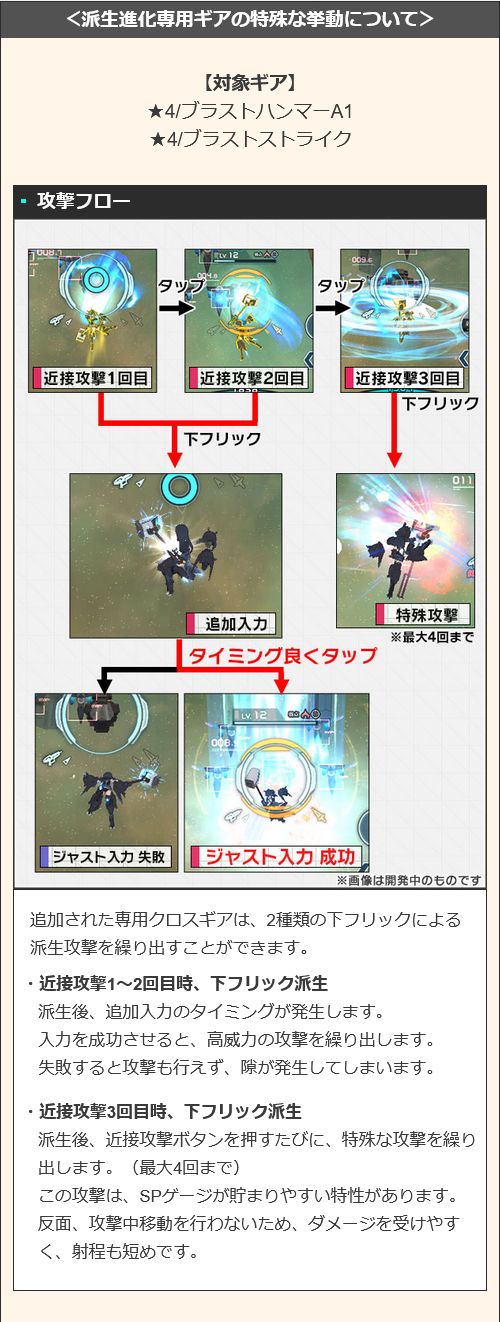 ＜派生進化専用ギアの特殊な挙動について＞
【対象ギア】
★4/ブラストハンマーA1
★4/ブラストストライク
攻撃フロー
タップ
タップ
近接攻撃1回目
近接攻撃2回目
近接攻撃3回目
下フリック
下フリック
追加入力
特殊攻撃
※最大4回まで
タイミング良くタップ
LV.12
ジャスト入力 失敗
ジャスト入力 成功
※画像は開発中のものです
追加された専用クロスギアは、2種類の下フリックによる
派生攻撃を繰り出すことができます。
・近接攻撃1～2回目時、下フリック派生
派生後、追加入力のタイミングが発生します。
入力を成功させると、高威力の攻撃を繰り出します。
失敗すると攻撃も行えず、隙が発生してしまいます。
・近接攻撃3回目時、下フリック派生
派生後、近接攻撃ボタンを押すたびに、特殊な攻撃を繰り
出します。（最大4回まで）
この攻撃は、SPゲージが貯まりやすい特性があります。
反面、攻撃中移動を行わないため、ダメージを受けやす
く、射程も短めです。